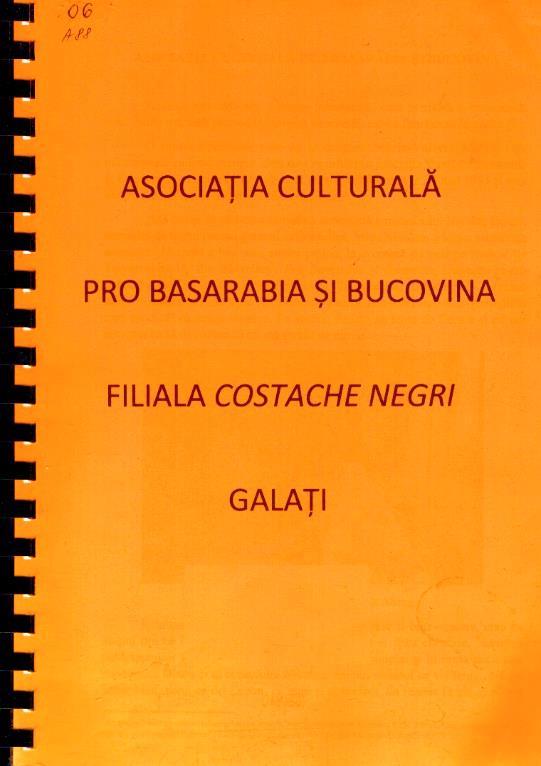 06
A88
ASOCIAȚIA CULTURALĂ
PRO BASARABIA ȘI BUCOVINA
FILIALA COSTACHE NEGRI
GALAȚI